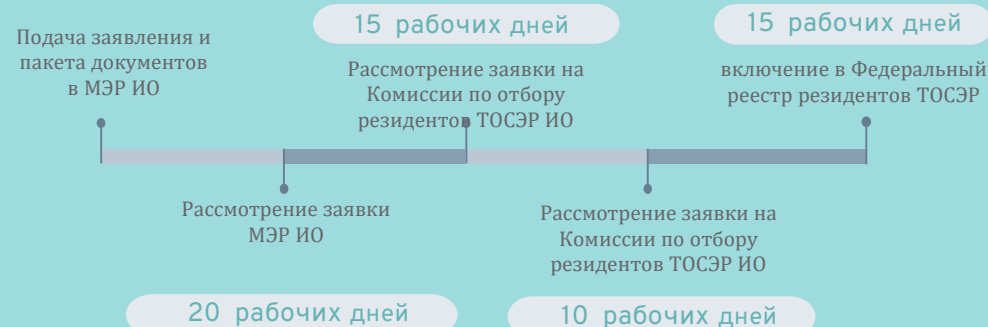 Подача заявления и
пакета документов
в МЭР ИО
15 рабочих дней
Рассмотрение заявки на
Комиссии по отбору
резидентов ТОСЭР ИО
15 рабочих дней
включение в Федеральный
реестр резидентов ТОСЭР
Рассмотрение заявки
МЭР ИО
20 рабочих дней
Рассмотрение заявки на
Комиссии по отбору
резидентов ТОСЭР ИО
10 рабочих дней